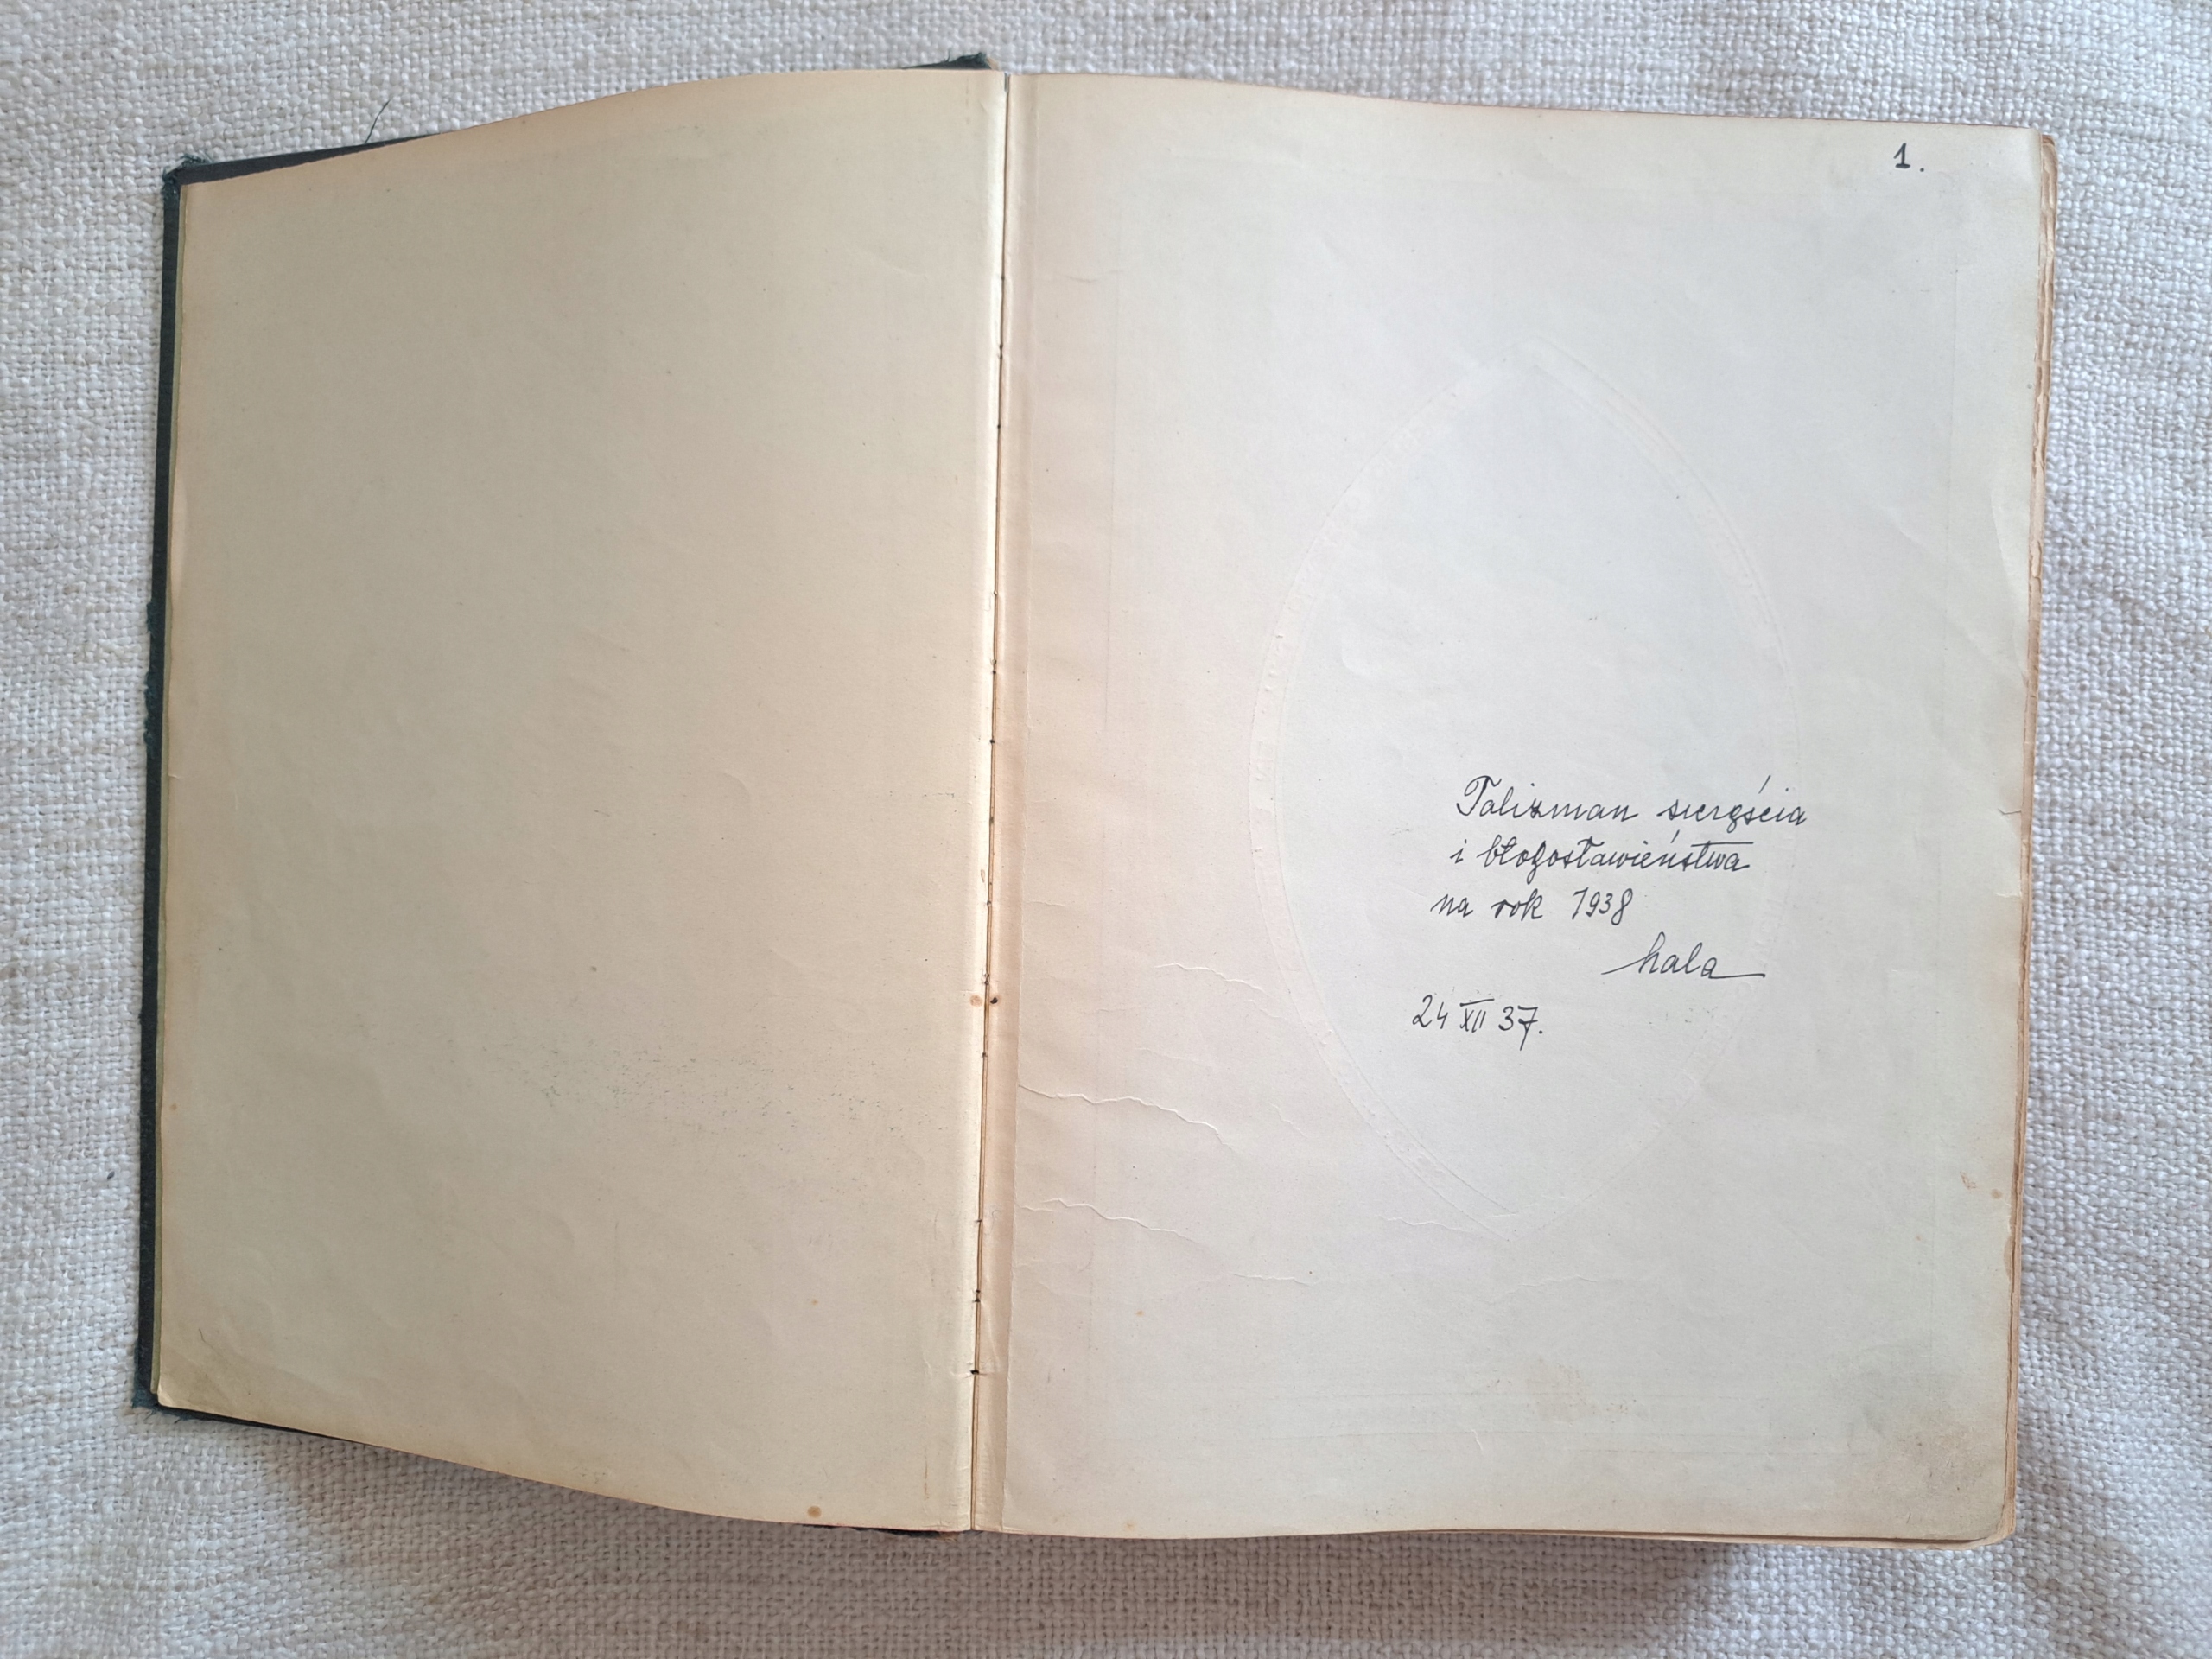 1.
Talizman szczęścia
i błogosławieństwa
na rok 1938
hala
24 XII 37.